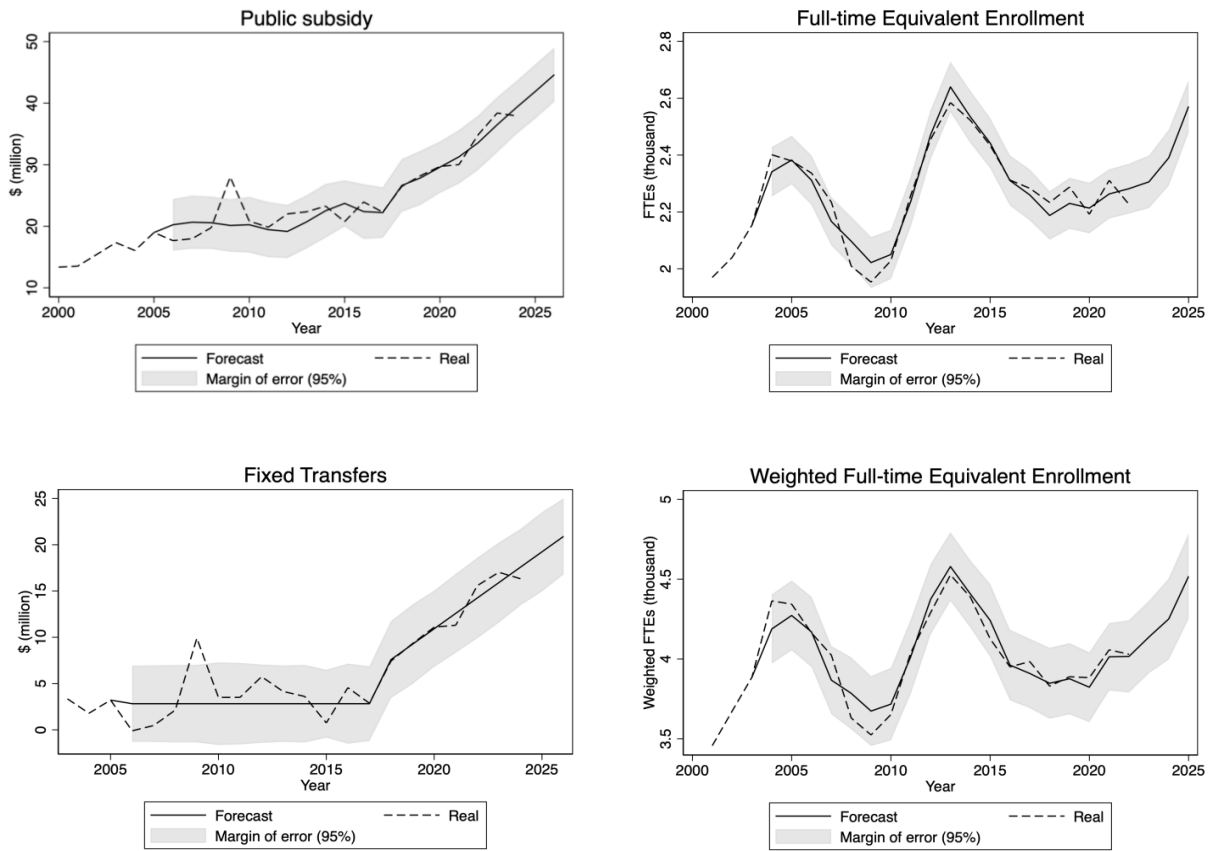 Public subsidy
$ (million)
50
40
30
20
10
2000 2005 2010 2015 2020 2025
Year
Forecast Real
Margin of error (95%)
Full-time Equivalent Enrollment
FTEs (thousand)
2.8
2.6
2.4
2.2
2
2000 2005 2010 2015 2020 2025
Year
Forecast Real
Margin of error (95%)
Fixed Transfers
$ (million)
25
20
15
10
5
0
2005 2010 2015 2020 2025
Year
Forecast Real
Margin of error (95%)
Weighted Full-time Equivalent Enrollment
Weighted FTEs (thousand)
5
4.5
4
3.5
2000 2005 2010 2015 2020 2025
Year
Forecast Real
Margin of error (95%)